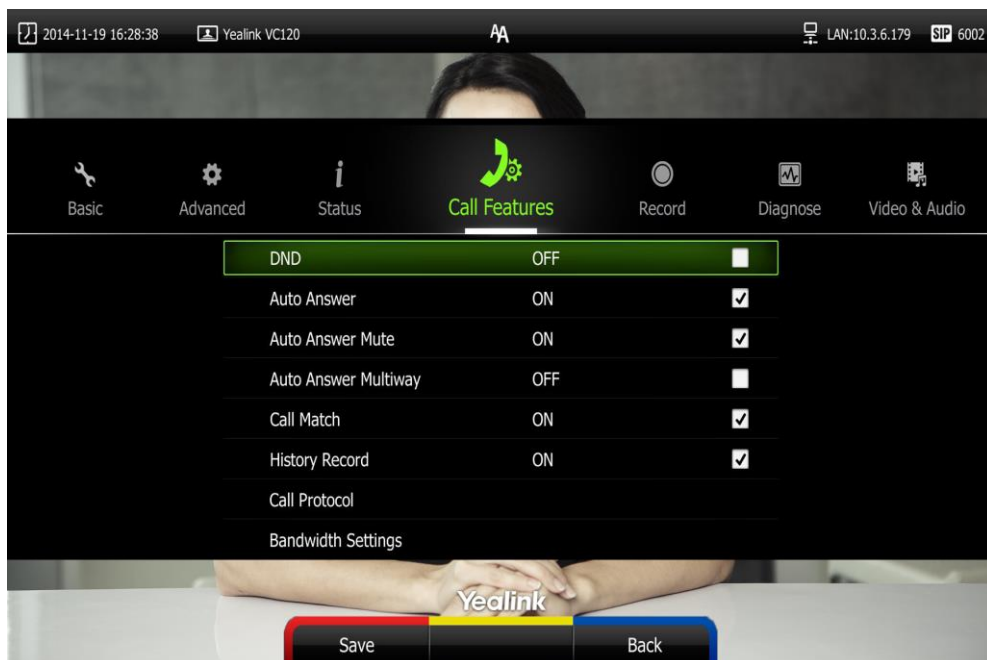 2014-11-19 16:28:38 Yealink VC120 AA LAN:10.3.6.179 SIP 6002
Basic Advanced Status Call Features Record Diagnose Video & Audio
DND OFF
Auto Answer ON
Auto Answer Mute ON
Auto Answer Multiway OFF
Call Match ON
History Record ON
Call Protocol
Bandwidth Settings
Yealink
Save Back